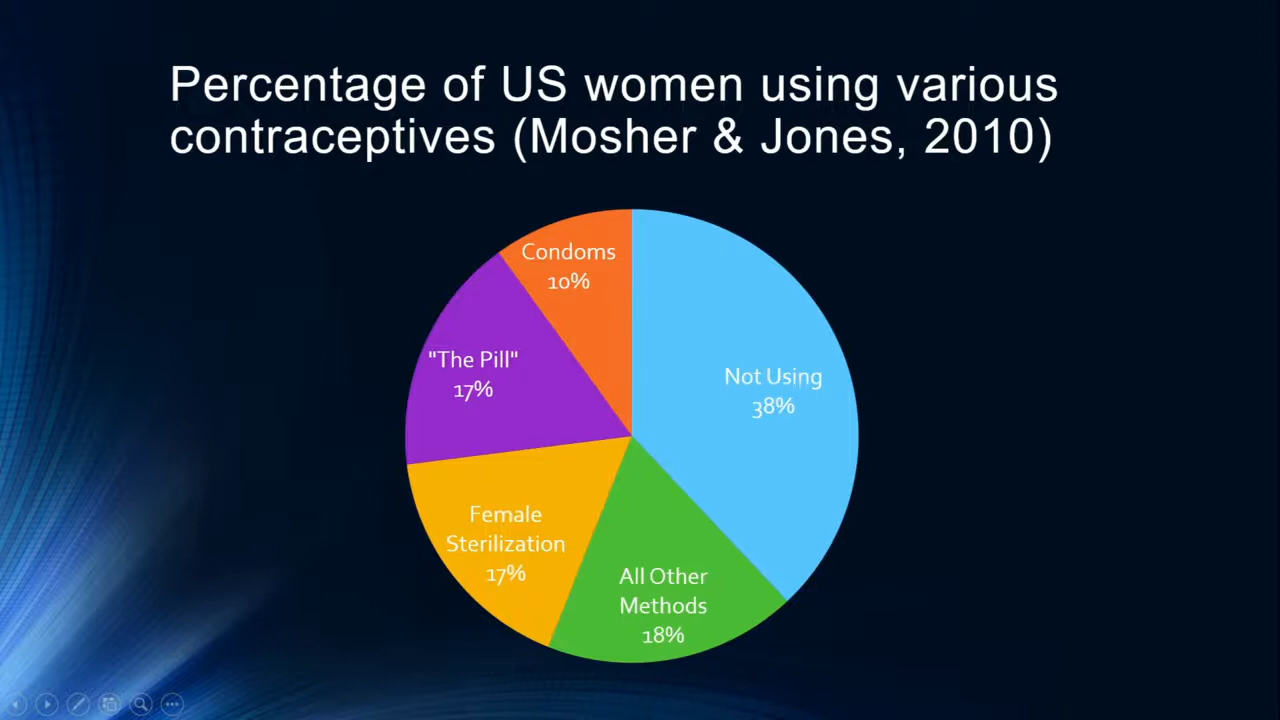 Percentage of US women using various
contraceptives (Mosher & Jones, 2010)
Condoms
10%
"The Pill"
17%
Not Using
38%
Female
Sterilization
17%
All Other
Methods
18%